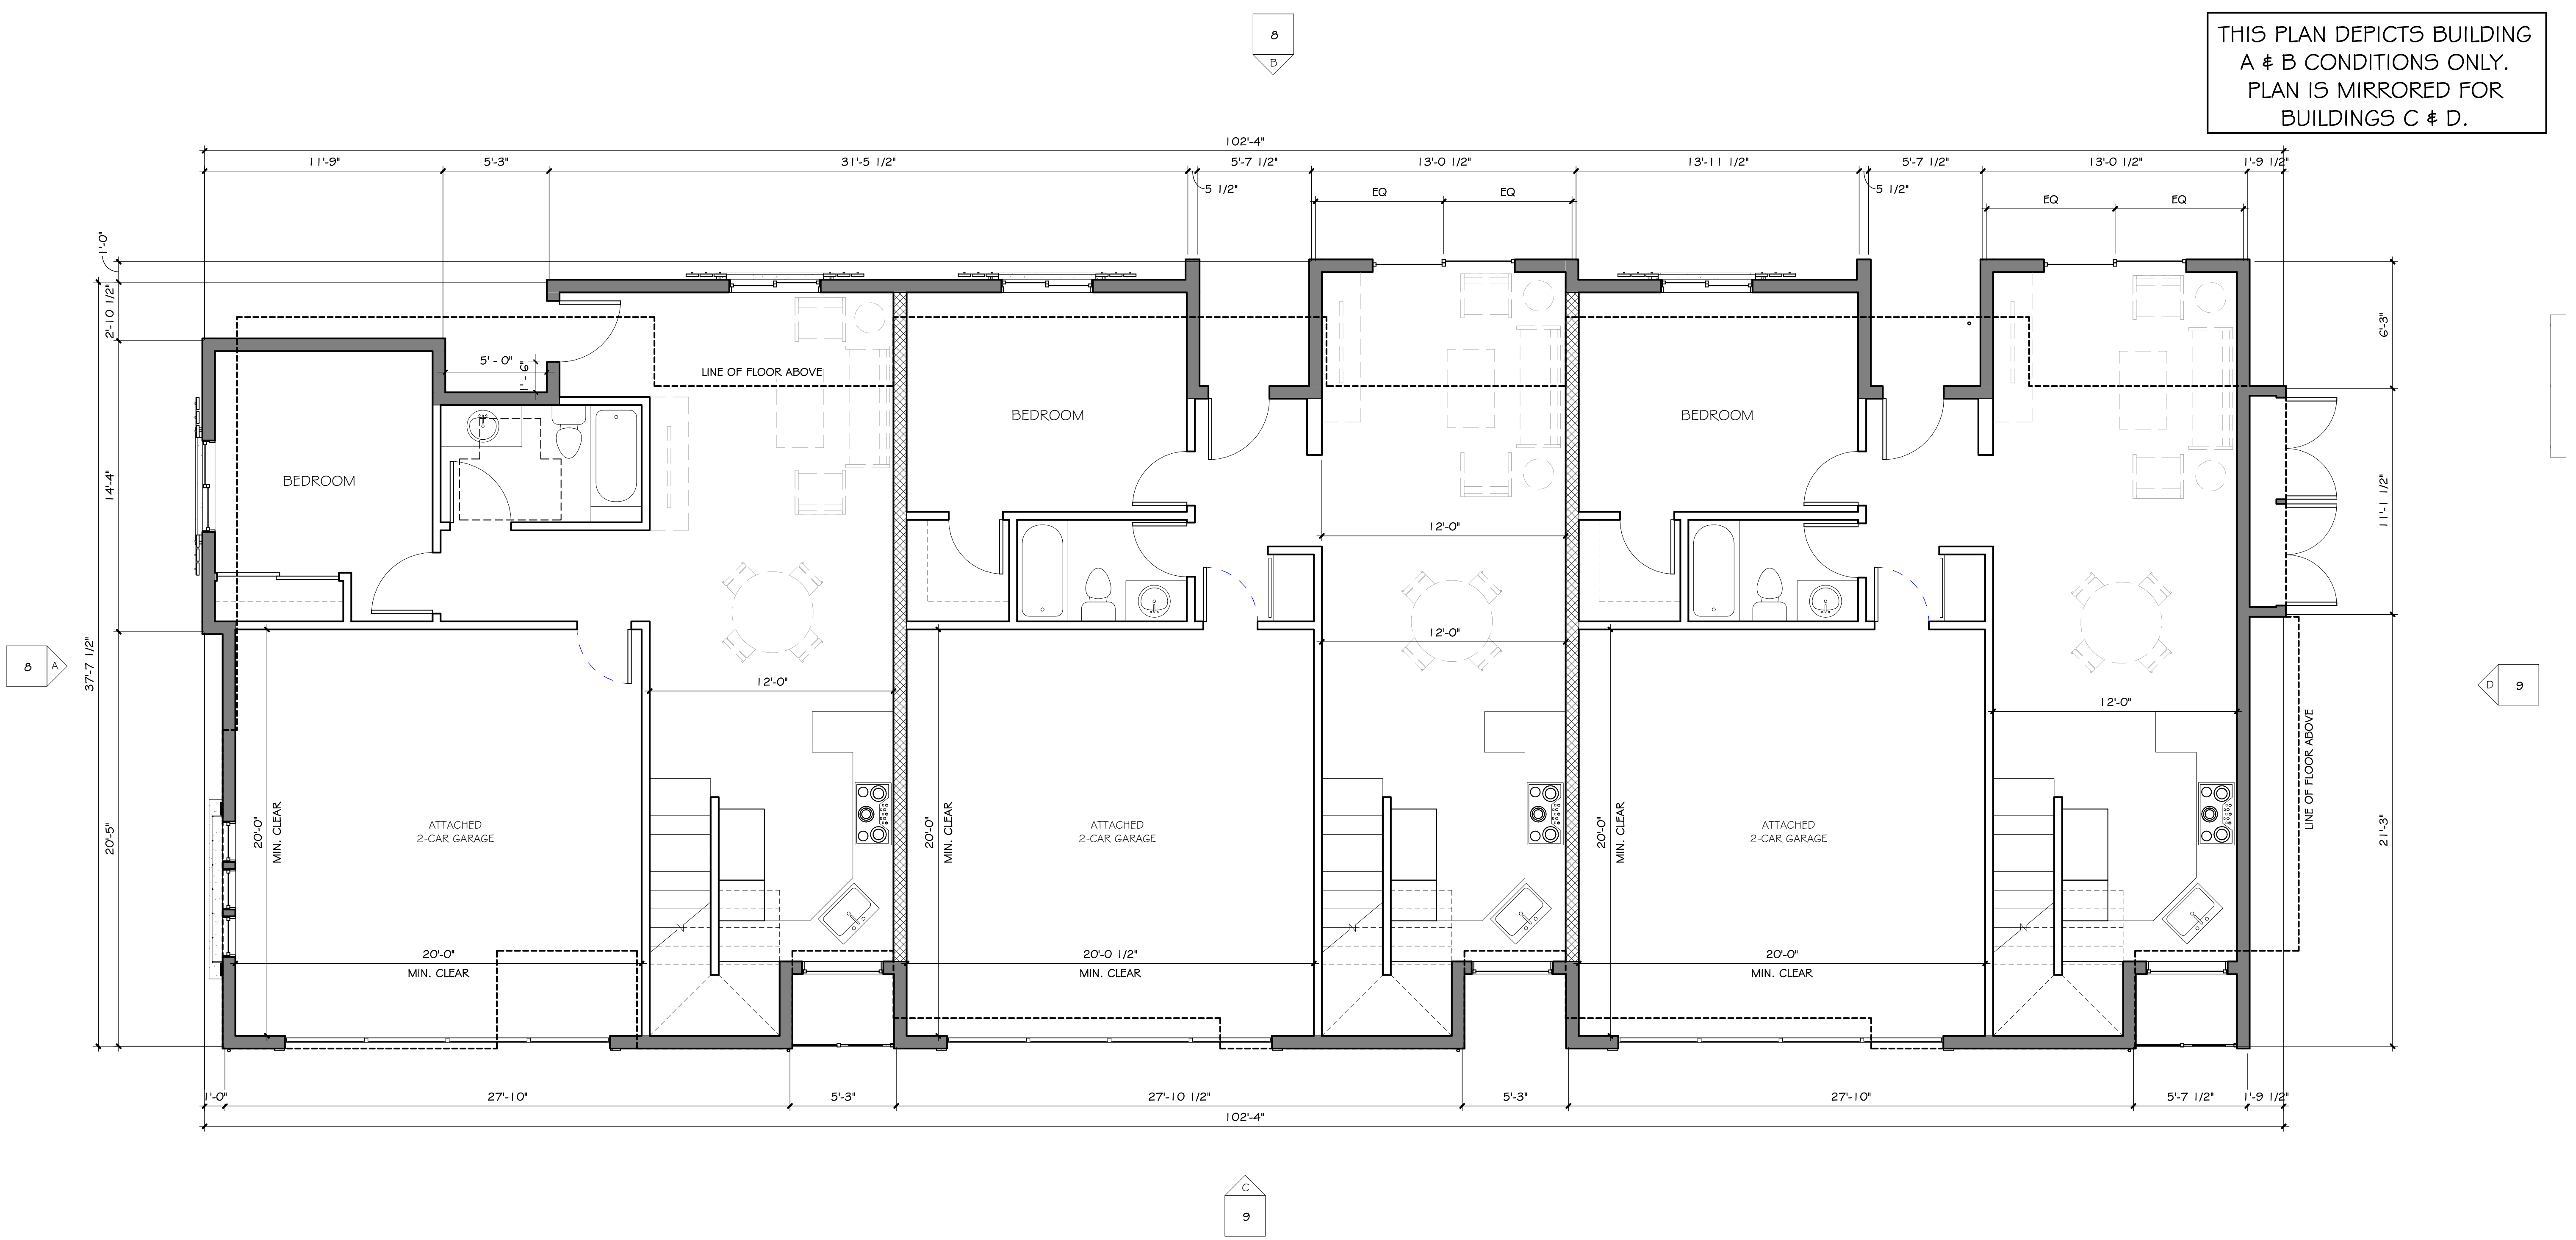 8
B
THIS PLAN DEPICTS BUILDING
A & B CONDITIONS ONLY.
PLAN IS MIRRORED FOR
BUILDINGS C & D.
102'-4"
11'-9"
5'-3"
31'-5 1/2"
5'-7 1/2"
13'-0 1/2"
13'-11 1/2"
5'-7 1/2"
13'-0 1/2"
1'-9 1/2"
5 1/2"
5 1/2"
EQ
EQ
EQ
EQ
1'-0"
2'-10 1/2"
14'-4"
37'-7 1/2"
20'-5"
6'-3"
11'-1 1/2"
21'-3"
5' - 0"
1' - 6"
LINE OF FLOOR ABOVE
BEDROOM
BEDROOM
BEDROOM
12'-0"
12'-0"
12'-0"
12'-0"
8
A
D
9
LINE OF FLOOR ABOVE
20'-0"
MIN. CLEAR
20'-0"
MIN. CLEAR
20'-0"
MIN. CLEAR
ATTACHED
2-CAR GARAGE
ATTACHED
2-CAR GARAGE
ATTACHED
2-CAR GARAGE
20'-0"
MIN. CLEAR
20'-0 1/2"
MIN. CLEAR
20'-0"
MIN. CLEAR
1'-0"
27'-10"
5'-3"
27'-10 1/2"
5'-3"
27'-10"
5'-7 1/2"
1'-9 1/2"
102'-4"
C
9